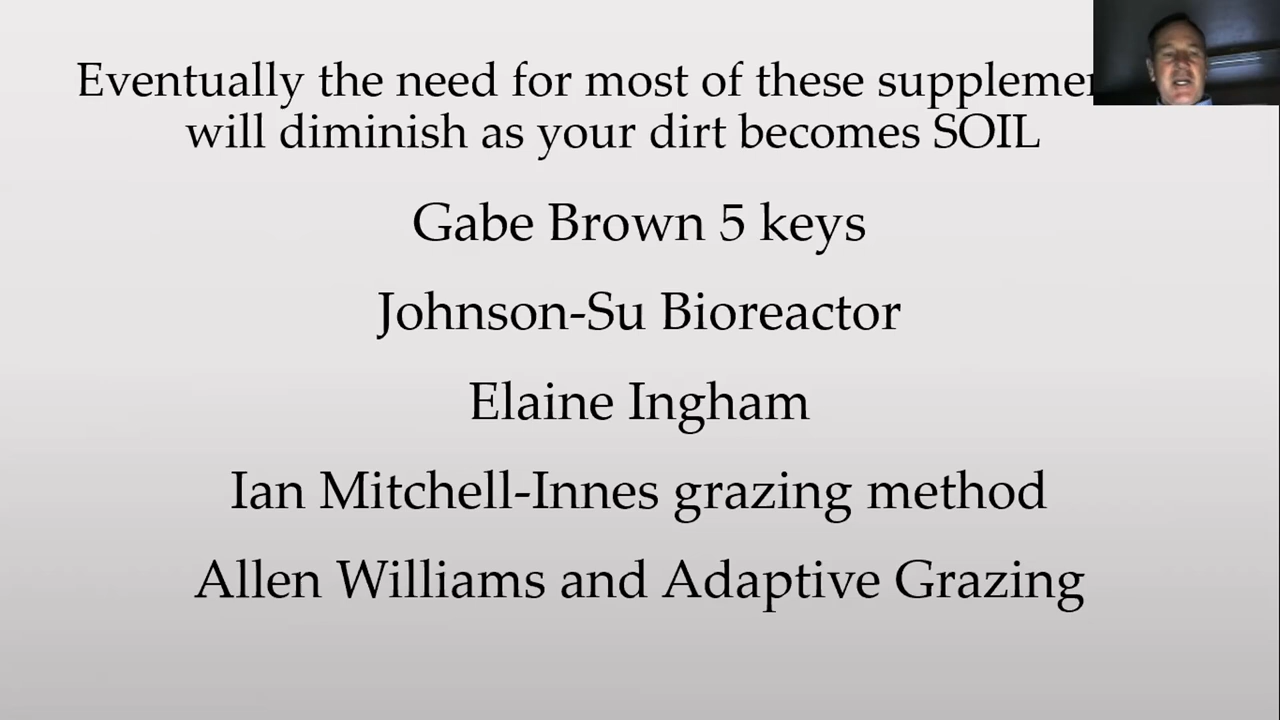 Eventually the need for most of these
will diminish as your dirt becomes SOIL
Gabe Brown 5 keys
Johnson-Su Bioreactor
Elaine Ingham
Ian Mitchell-Innes grazing method
Allen Williams and Adaptive Grazing